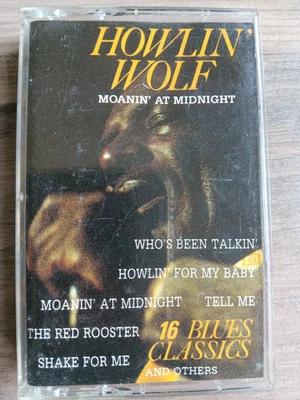 HOWLIN'
WOLF
MOANIN' AT MIDNIGHT
WHO'S BEEN TALKIN'
HOWLIN' FOR MY BABY
MOANIN' AT MIDNIGHT TELL ME
THE RED ROOSTER 16 BLUES
SHAKE FOR ME CLASSICS
AND OTHERS